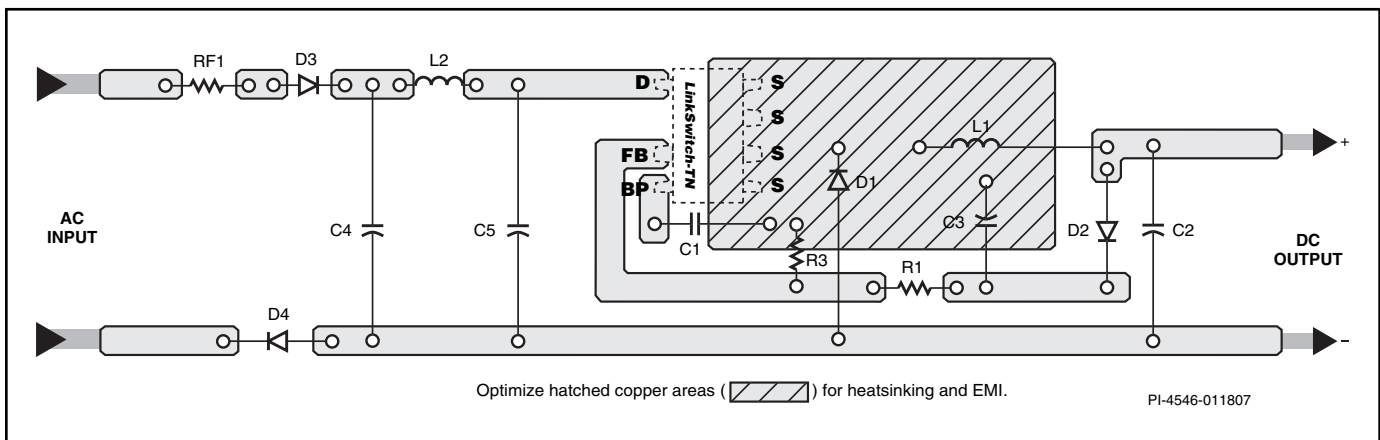 RF1
D3
L2
D
S
LinkSwitch-TN
S
L1
+
FB
S
BP
S
D1
AC
INPUT
C4
C5
C1
R3
C3
D2
C2
DC
OUTPUT
R1
D4
–
Optimize hatched copper areas ( ) for heatsinking and EMI.
PI-4546-011807